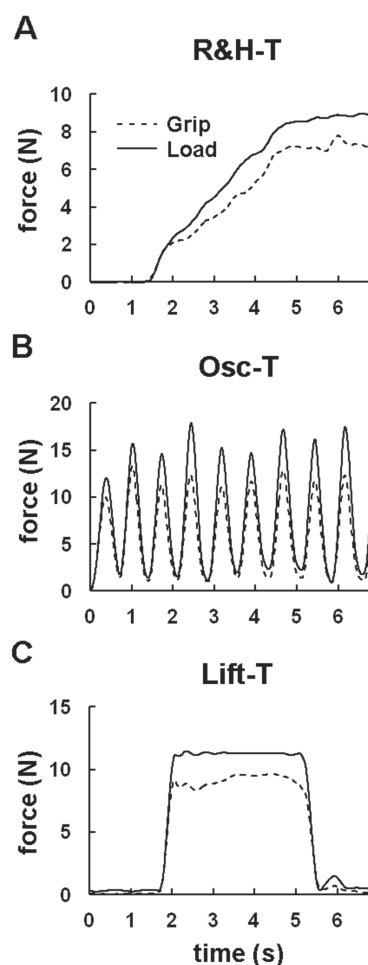 A
R&H-T
10
8
6
4
2
0
force (N)
Grip
Load
0 1 2 3 4 5 6
B
Osc-T
20
15
10
5
0
force (N)
0 1 2 3 4 5 6
C
Lift-T
15
10
5
0
force (N)
0 1 2 3 4 5 6
time (s)